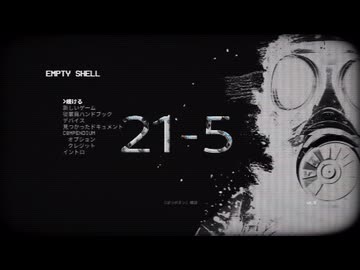 EMPTY SHELL
>続ける
新しいゲーム
従業員ハンドブック
デバイス
見つかったドキュメント
COMPENDIUM
オプション
クレジット
イントロ
21-5